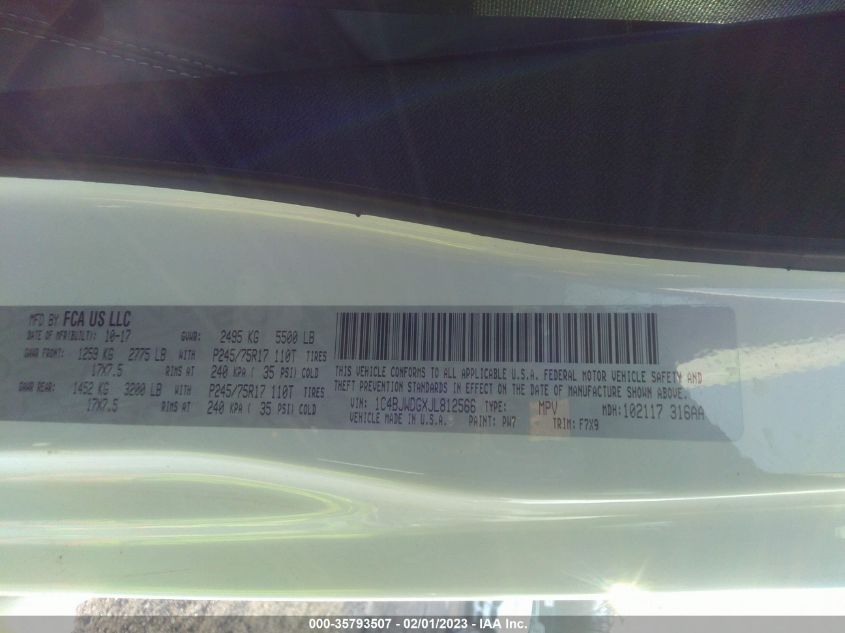 MFD BY FCA US LLC
DATE OF MFR(BUILT): 10-17 GVWR: 2495 KG 5500 LB
GAWR FRONT: 1259 KG 2775 LB WITH P245/75R17 110T TIRES
17X7.5 RIMS AT 240 KPA ( 35 PSI) COLD
GAWR REAR: 1452 KG 3200 LB WITH P245/75R17 110T TIRES
17X7.5 RIMS AT 240 KPA ( 35 PSI) COLD
THIS VEHICLE CONFORMS TO ALL APPLICABLE U.S.A. FEDERAL MOTOR VEHICLE SAFETY AND
THEFT PREVENTION STANDARDS IN EFFECT ON THE DATE OF MANUFACTURE SHOWN ABOVE.
VIN: 1C4BJWDGXJL812566 TYPE: MPV MDH: 102117 316AA
VEHICLE MADE IN U.S.A. PAINT: PW7 TRIM: F7X9
000-35793507 - 02/01/2023 - IAA Inc.